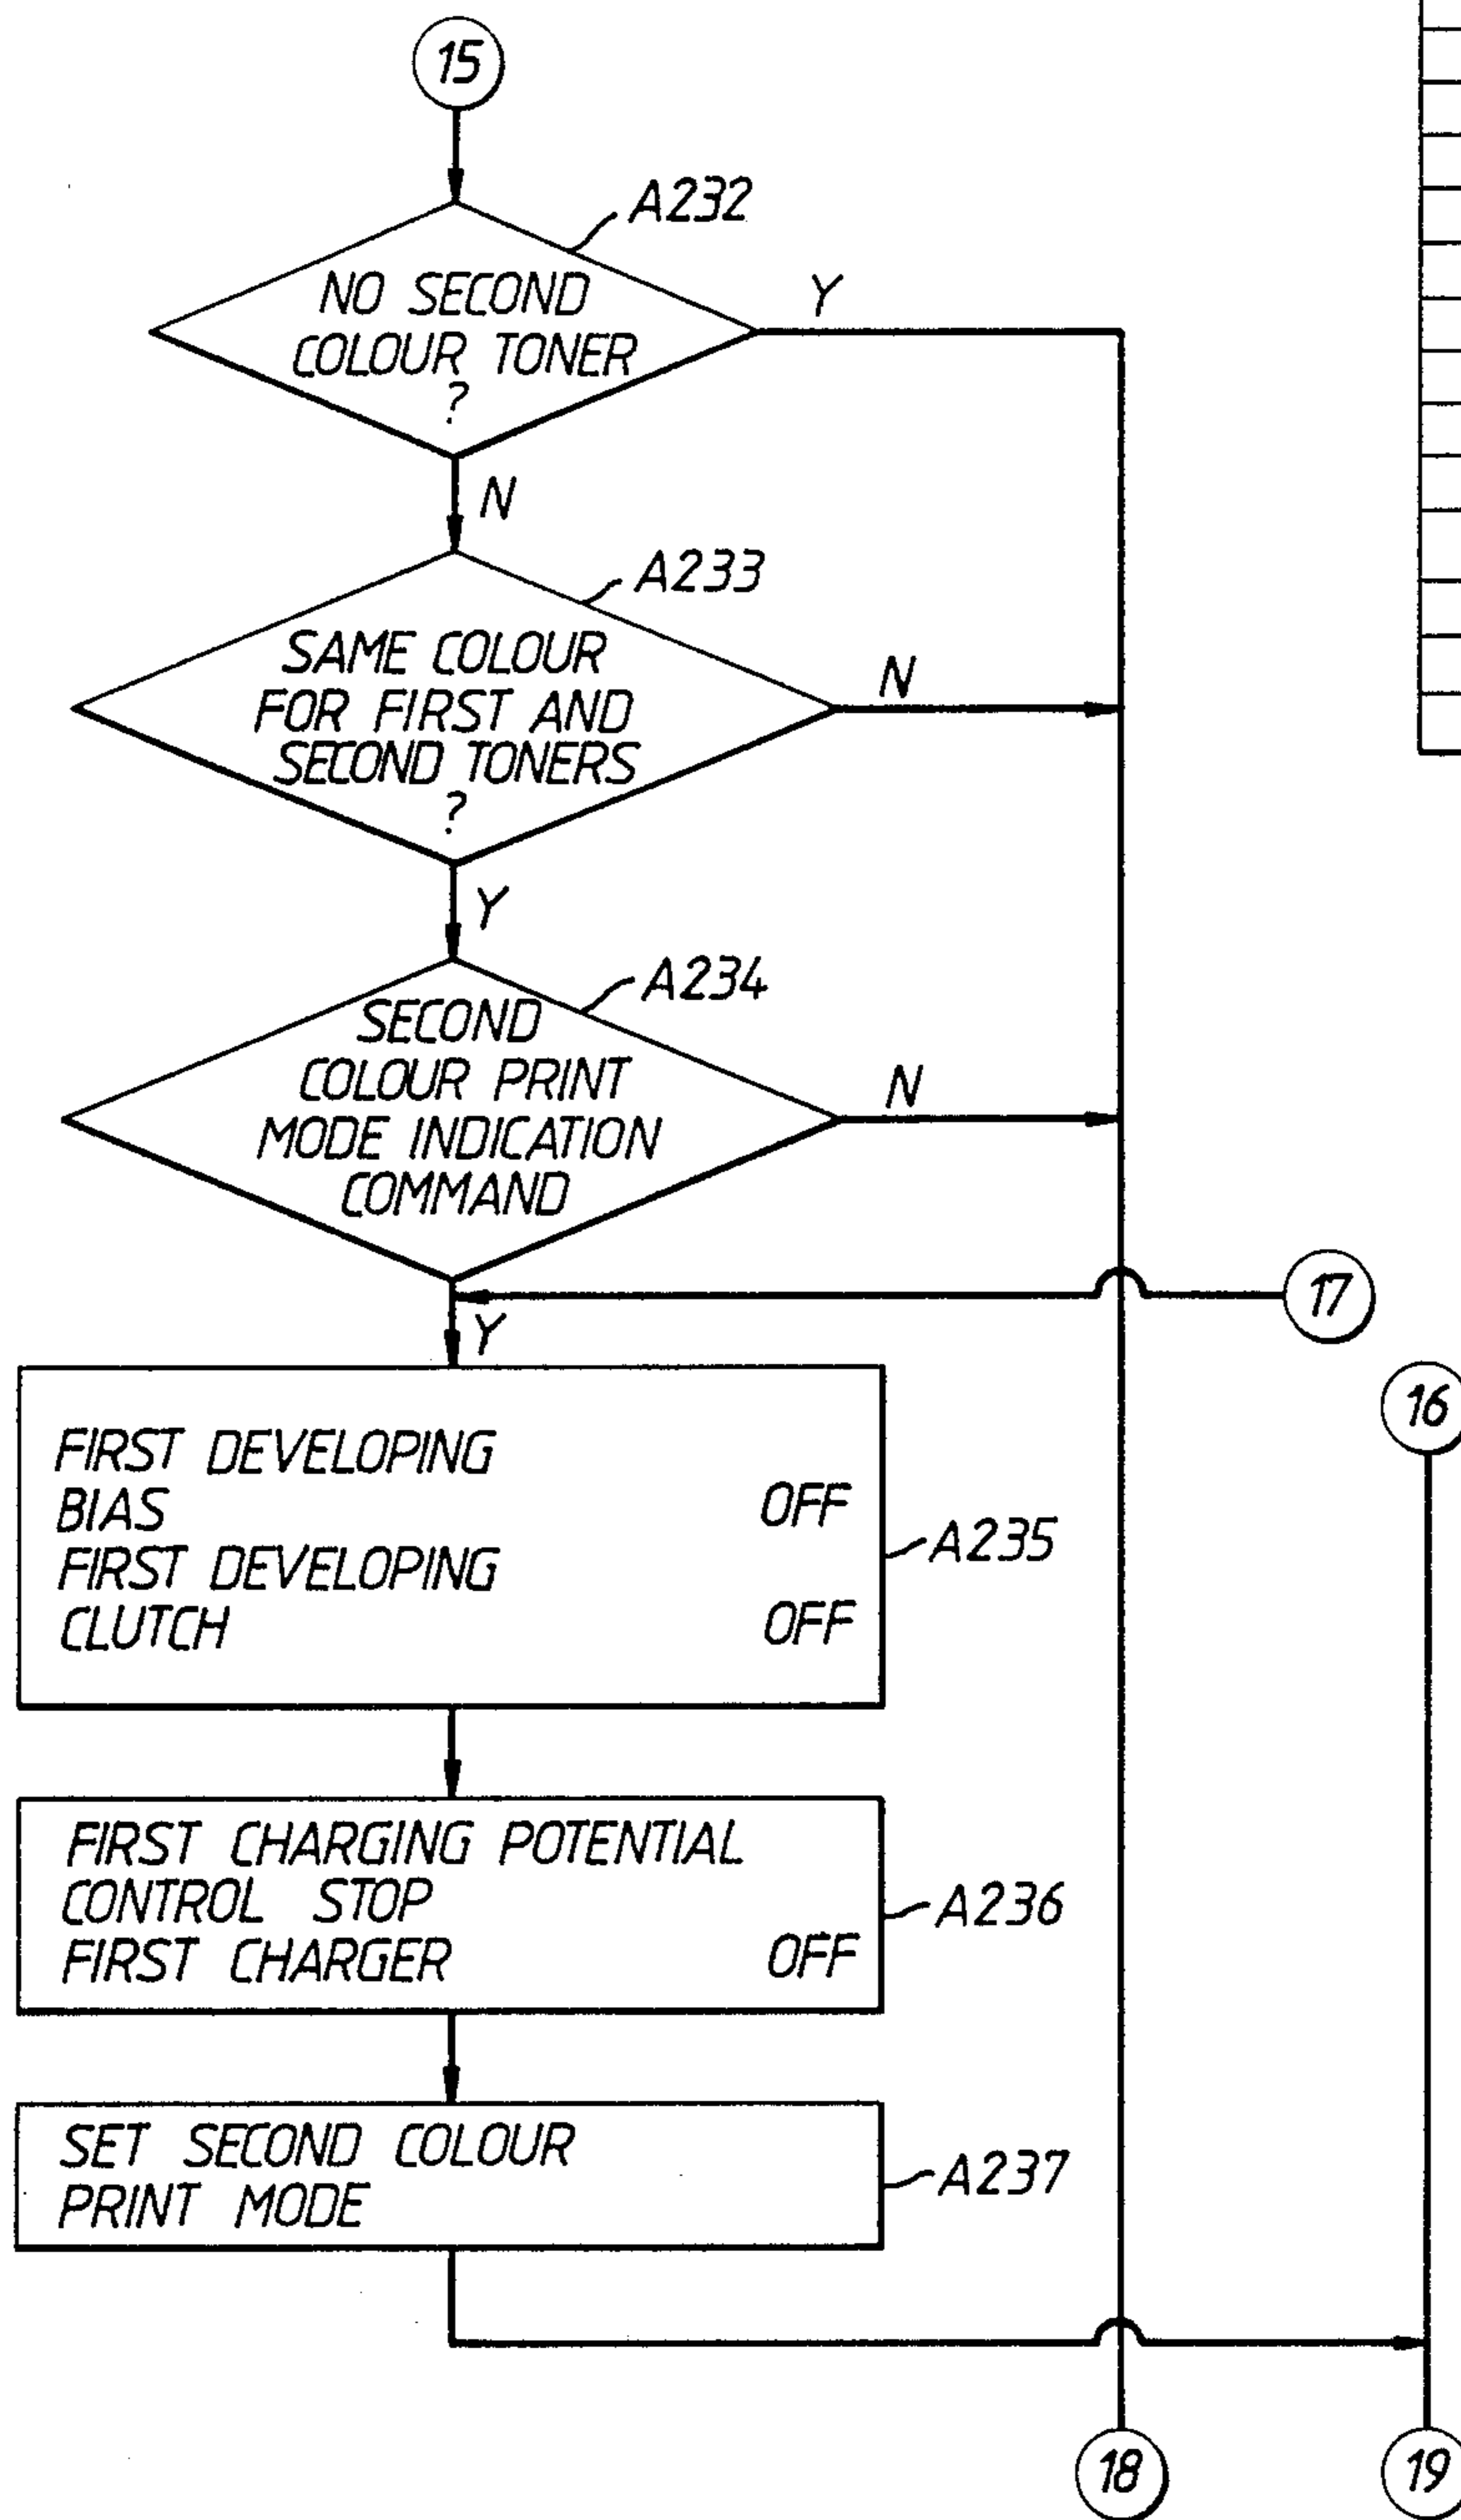 15
A232
NO SECOND
COLOUR TONER
?
Y
N
A233
SAME COLOUR
FOR FIRST AND
SECOND TONERS
?
N
Y
A234
SECOND
COLOUR PRINT
MODE INDICATION
COMMAND
N
17
Y
16
FIRST DEVELOPING
BIAS OFF
FIRST DEVELOPING
CLUTCH OFF
A235
FIRST CHARGING POTENTIAL
CONTROL STOP
FIRST CHARGER OFF
A236
SET SECOND COLOUR
PRINT MODE
A237
18
19